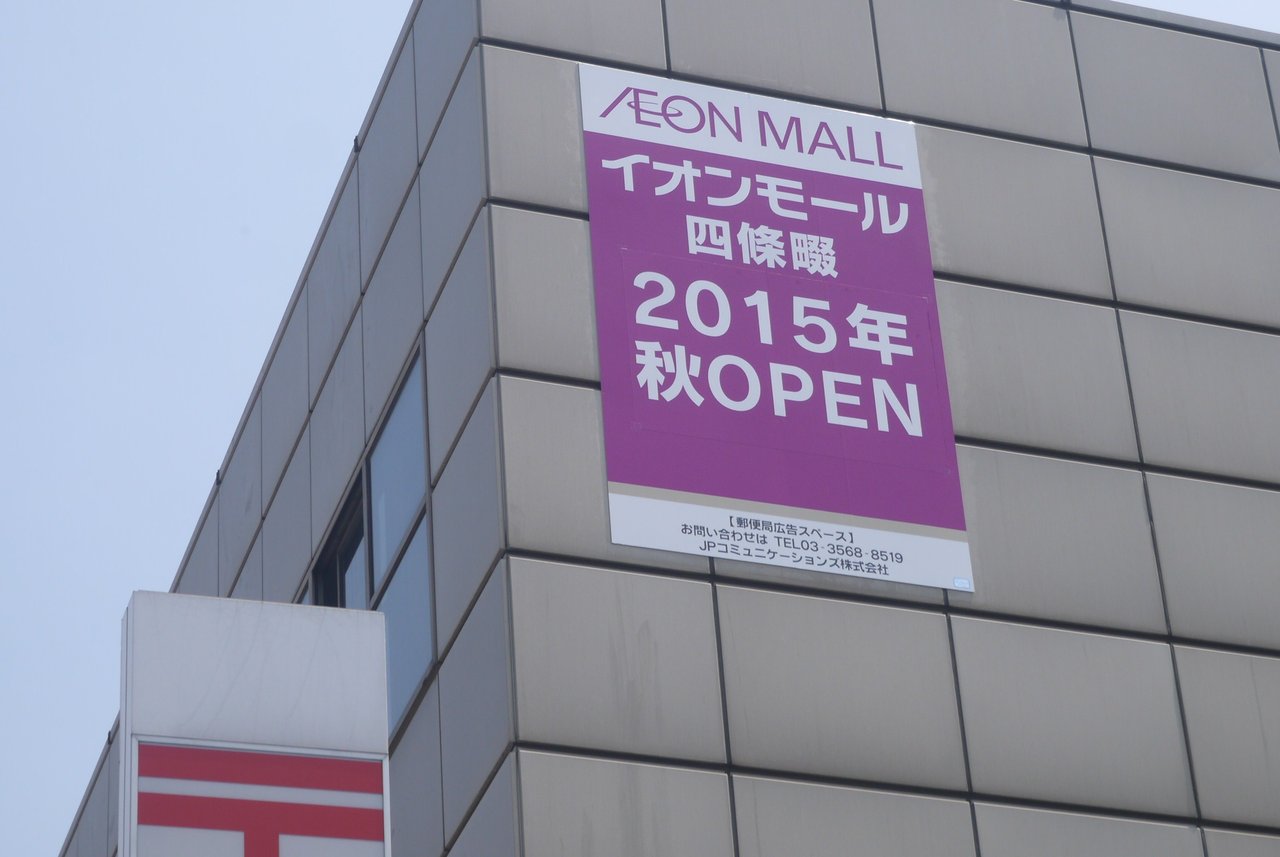 ÆON MALL
イオンモール
四條畷
2015年
秋OPEN
【郵便局広告スペース】
お問い合わせは TEL03-3568-8519
JPコミュニケーションズ株式会社